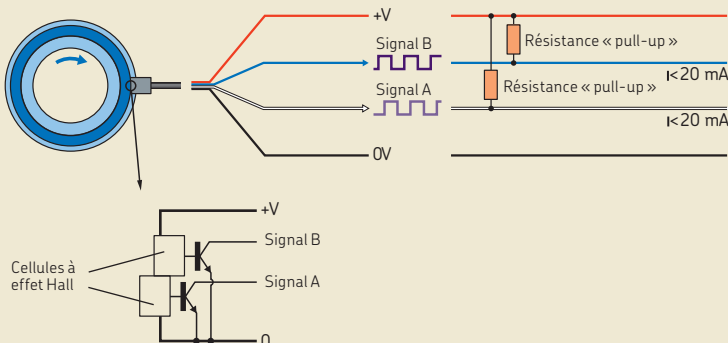 +V
Signal B
Résistance « pull-up »
Signal A
Résistance « pull-up »
I<20 mA
I<20 mA
0V
+V
Signal B
Cellules à
effet Hall
Signal A
0